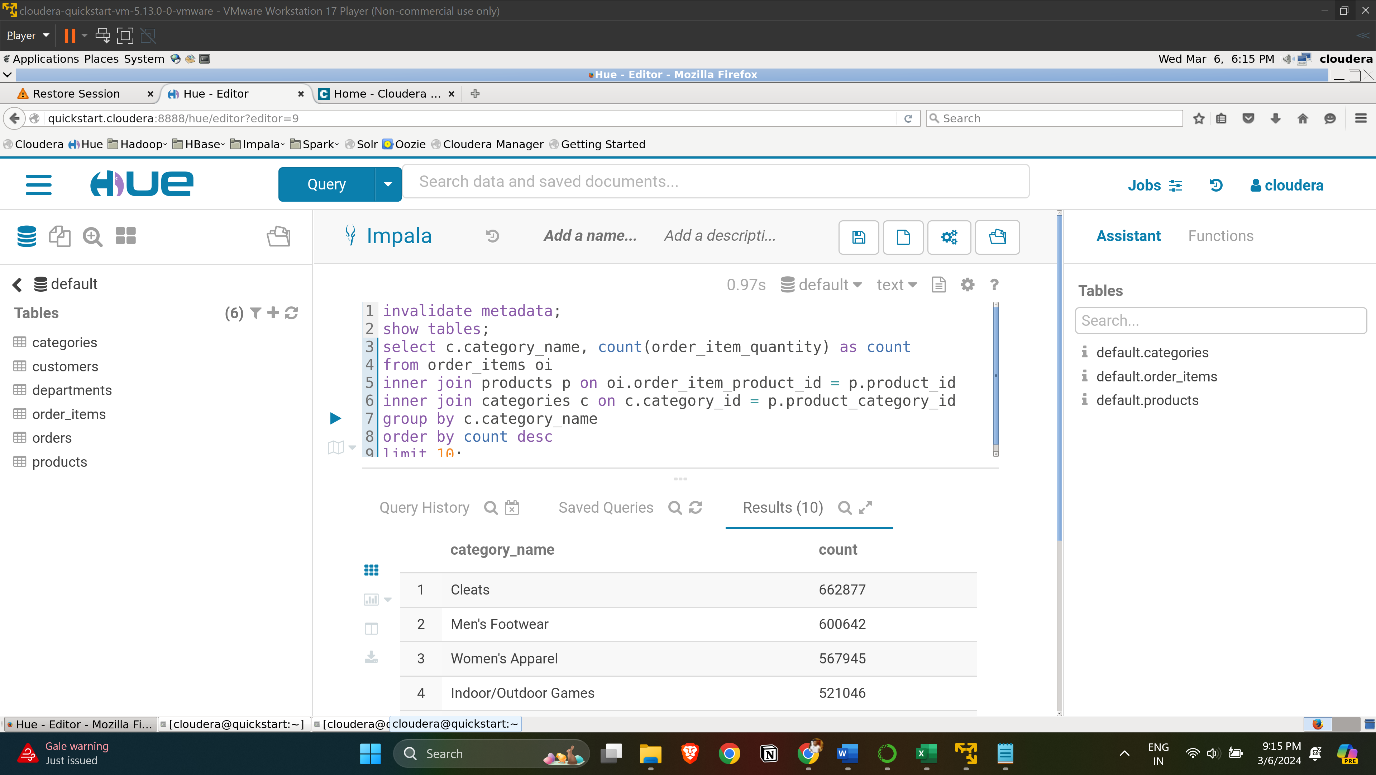 cloudera-quickstart-vm-5.13.0-0-vmware - VMware Workstation 17 Player (Non-commercial use only)
Player
Applications Places System
Wed Mar 6, 6:15 PM
cloudera
Hue - Editor - Mozilla Firefox
Restore Session × Hue - Editor × Home - Cloudera ... ×
quickstart.cloudera:8888/hue/editor?editor=9
Search
Cloudera Hue Hadoop HBase Impala Spark Solr Oozie Cloudera Manager Getting Started
HUE
Query
Search data and saved documents...
Jobs
cloudera
Impala
Add a name...
Add a descripti...
Assistant
Functions
default
0.97s
default
text
?
Tables
(6)
Tables
Search...
categories
customers
departments
order_items
orders
products
1 invalidate metadata;
2 show tables;
3 select c.category_name, count(order_item_quantity) as count
4 from order_items oi
5 inner join products p on oi.order_item_product_id = p.product_id
6 inner join categories c on c.category_id = p.product_category_id
7 group by c.category_name
8 order by count desc
9 limit 10;
default.categories
default.order_items
default.products
Query History
Saved Queries
Results (10)
category_name count
1 Cleats 662877
2 Men's Footwear 600642
3 Women's Apparel 567945
4 Indoor/Outdoor Games 521046
Hue - Editor - Mozilla Fi...
[cloudera@quickstart:~]
[cloudera@
cloudera@quickstart:~
Gale warning
Just issued
Search
ENG
IN
9:15 PM
3/6/2024
PRE